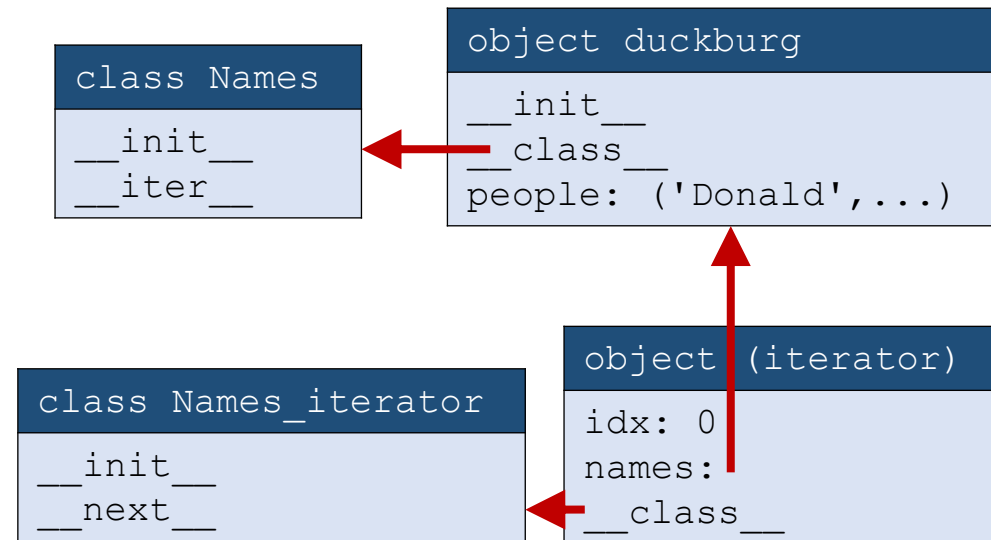 class Names
__init__
__iter__
object duckburg
__init__
__class__
people: ('Donald',...)
class Names_iterator
__init__
__next__
object (iterator)
idx: 0
names:
__class__